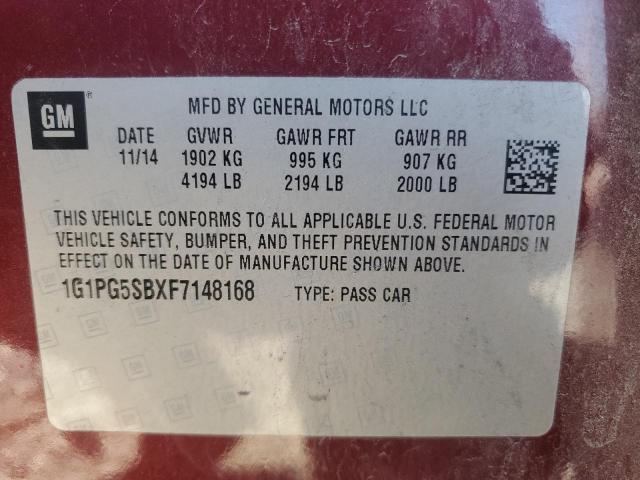 GM ®
MFD BY GENERAL MOTORS LLC
DATE GVWR GAWR FRT GAWR RR
11/14 1902 KG 995 KG 907 KG
4194 LB 2194 LB 2000 LB
THIS VEHICLE CONFORMS TO ALL APPLICABLE U.S. FEDERAL MOTOR
VEHICLE SAFETY, BUMPER, AND THEFT PREVENTION STANDARDS IN
EFFECT ON THE DATE OF MANUFACTURE SHOWN ABOVE.
1G1PG5SBXF7148168 TYPE: PASS CAR